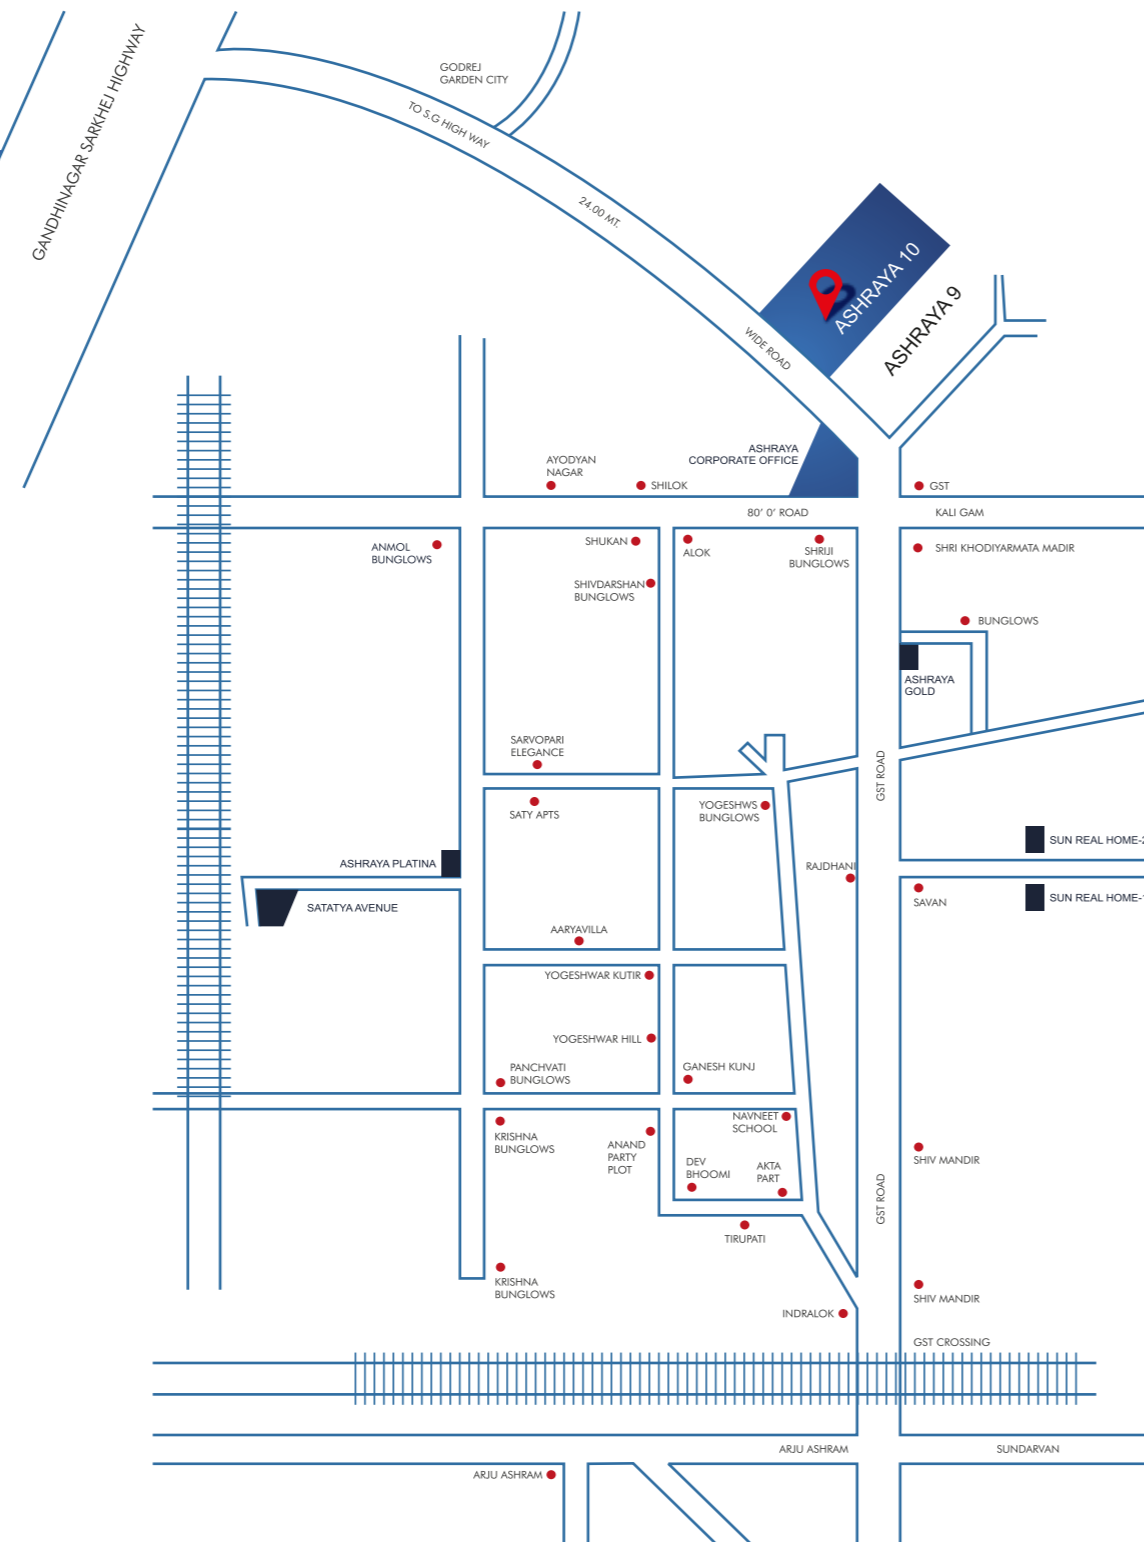 GANDHINAGAR SARKHEJ HIGHWAY
GODREJ
GARDEN CITY
TO S.G HIGH WAY
24.00 MT.
WIDE ROAD
ASHRAYA 10
ASHRAYA 9
ASHRAYA
CORPORATE OFFICE
AYODYAN
NAGAR
SHILOK
GST
80' 0' ROAD
KALI GAM
ANMOL
BUNGLOWS
SHUKAN
ALOK
SHRIJI
BUNGLOWS
SHRI KHODIYARMATA MADIR
SHIVDARSHAN
BUNGLOWS
BUNGLOWS
ASHRAYA
GOLD
SARVOPARI
ELEGANCE
GST ROAD
SATY APTS
YOGESHWS
BUNGLOWS
SUN REAL HOME-2
ASHRAYA PLATINA
RAJDHANI
SATATYA AVENUE
SAVAN
SUN REAL HOME-1
AARYAVILLA
YOGESHWAR KUTIR
YOGESHWAR HILL
PANCHVATI
BUNGLOWS
GANESH KUNJ
KRISHNA
BUNGLOWS
ANAND
PARTY
PLOT
NAVNEET
SCHOOL
DEV
BHOOMI
AKTA
PART
SHIV MANDIR
GST ROAD
TIRUPATI
KRISHNA
BUNGLOWS
SHIV MANDIR
INDRALOK
GST CROSSING
ARJU ASHRAM
SUNDARVAN
ARJU ASHRAM